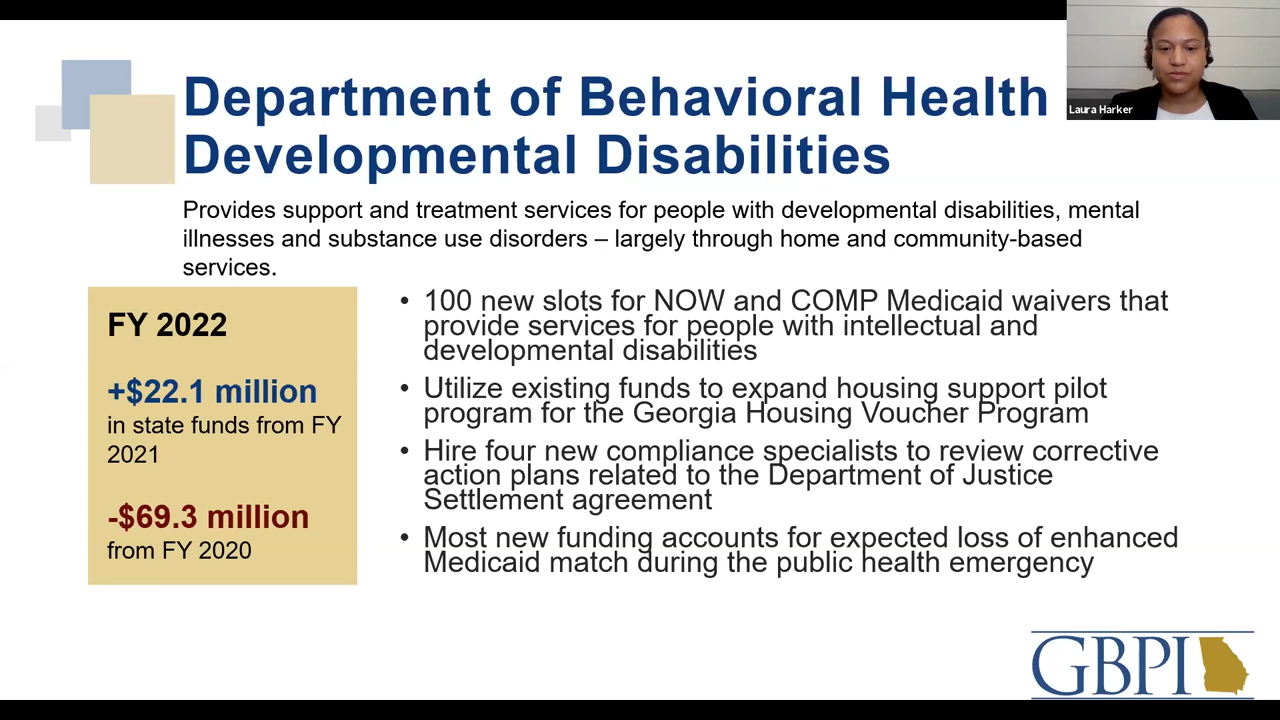 Department of Behavioral Health
Developmental Disabilities
Laura Harker
Provides support and treatment services for people with developmental disabilities, mental
illnesses and substance use disorders – largely through home and community-based
services.
FY 2022
+$22.1 million
in state funds from FY
2021
-$69.3 million
from FY 2020
• 100 new slots for NOW and COMP Medicaid waivers that
provide services for people with intellectual and
developmental disabilities
• Utilize existing funds to expand housing support pilot
program for the Georgia Housing Voucher Program
• Hire four new compliance specialists to review corrective
action plans related to the Department of Justice
Settlement agreement
• Most new funding accounts for expected loss of enhanced
Medicaid match during the public health emergency
GBPI